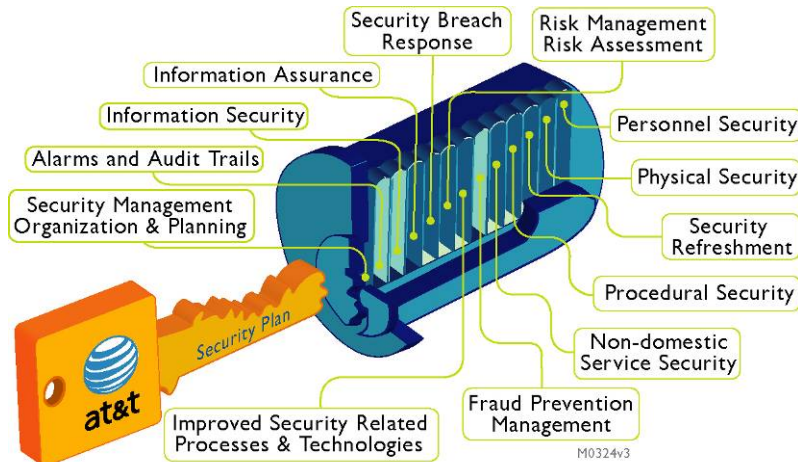 Security Breach
Response
Risk Management
Risk Assessment
Information Assurance
Information Security
Personnel Security
Alarms and Audit Trails
Physical Security
Security Management
Organization & Planning
Security
Refreshment
Procedural Security
Security Plan
at&t
Non-domestic
Service Security
Fraud Prevention
Management
Improved Security Related
Processes & Technologies
M0324v3